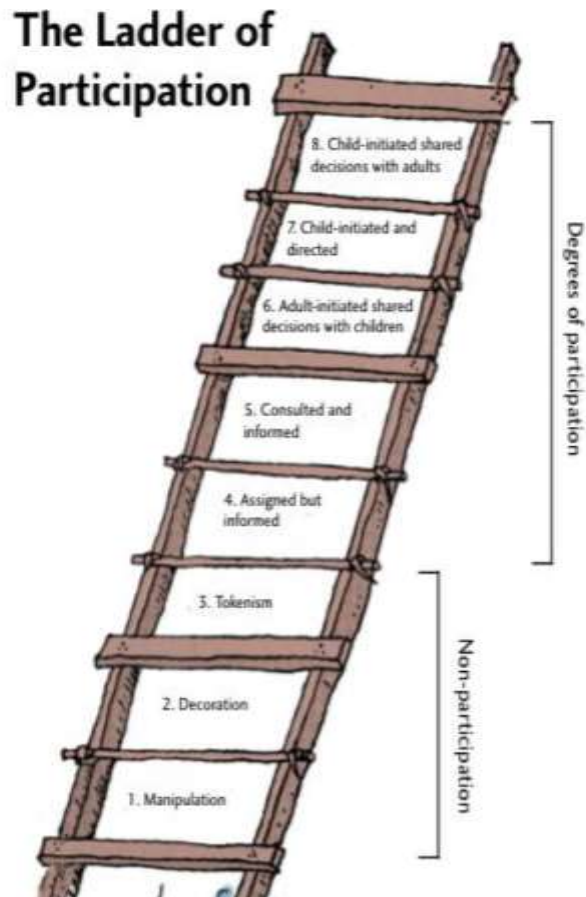 The Ladder of
Participation
8. Child-initiated shared
decisions with adults
7. Child-initiated and
directed
6. Adult-initiated shared
decisions with children
5. Consulted and
informed
4. Assigned but
informed
3. Tokenism
2. Decoration
1. Manipulation
Degrees of participation
Non-participation